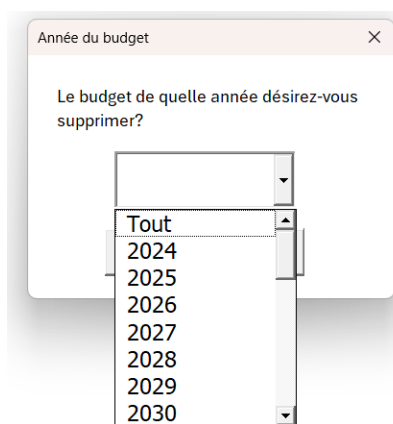 Année du budget
Le budget de quelle année désirez-vous
supprimer?
Tout
2024
2025
2026
2027
2028
2029
2030